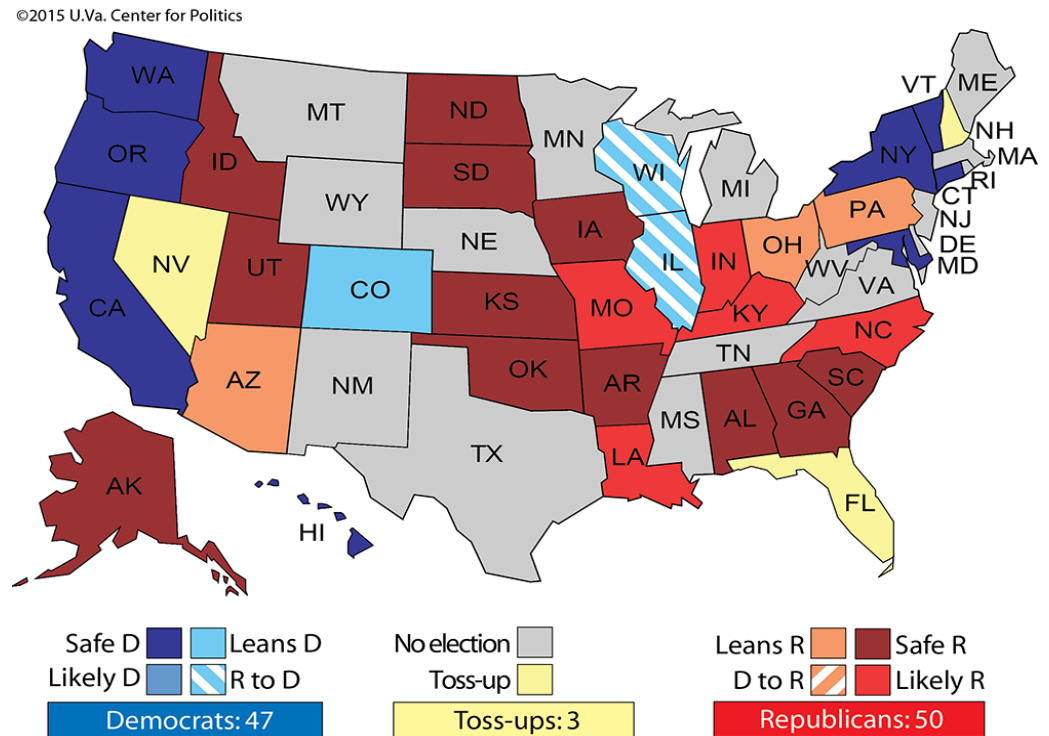 ©2015 U.Va. Center for Politics
WA
MT
ND
MN
VT
ME
OR
ID
SD
WI
MI
NY
NH
MA
RI
CT
NJ
DE
MD
WY
NE
IA
PA
NV
UT
CO
KS
MO
IL
IN
OH
WV
VA
KY
CA
AZ
NM
OK
AR
TN
NC
SC
MS
AL
GA
TX
LA
FL
AK
HI
Safe D Leans D
Likely D R to D
Democrats: 47
No election
Toss-up
Toss-ups: 3
Leans R Safe R
D to R Likely R
Republicans: 50